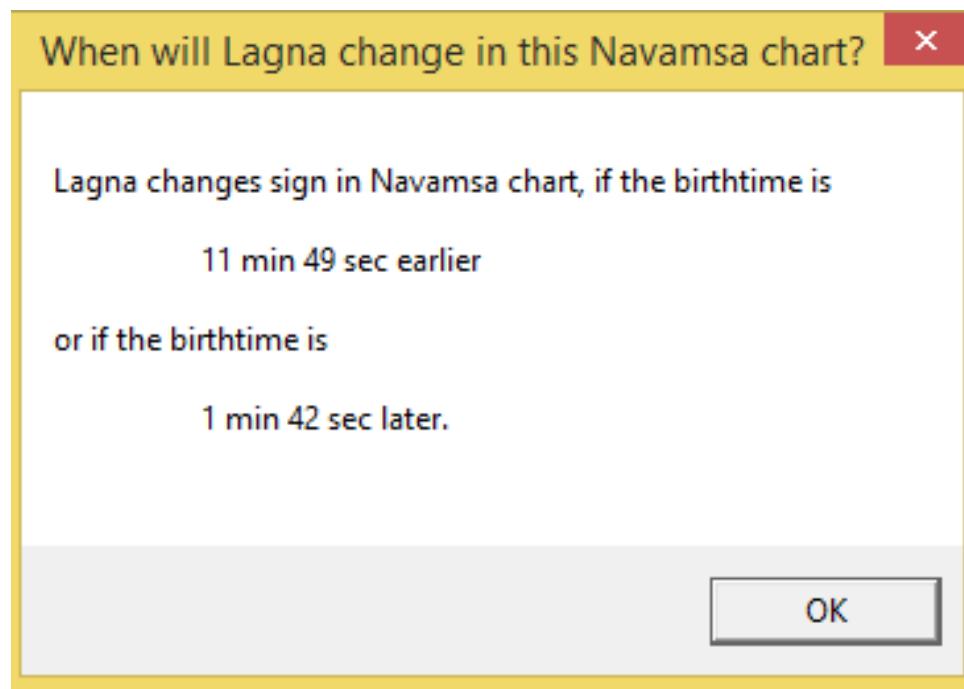 When will Lagna change in this Navamsa chart?
Lagna changes sign in Navamsa chart, if the birthtime is
11 min 49 sec earlier
or if the birthtime is
1 min 42 sec later.
OK